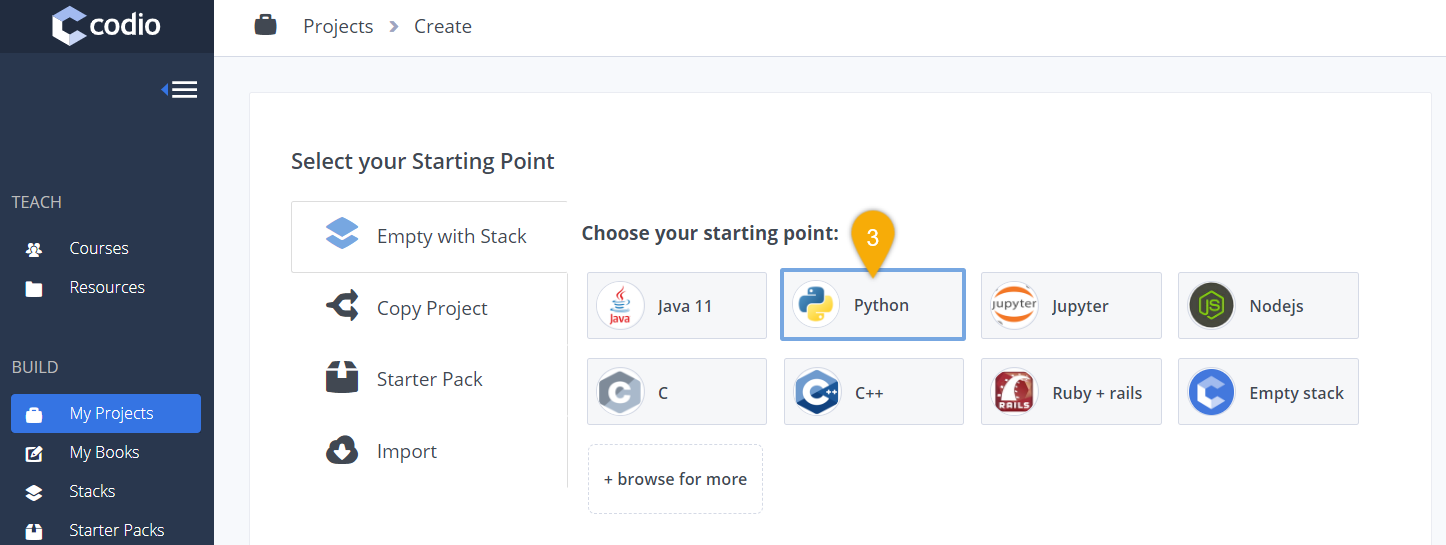 codio
Projects > Create
TEACH
Courses
Resources
BUILD
My Projects
My Books
Stacks
Starter Packs
Select your Starting Point
Empty with Stack
Copy Project
Starter Pack
Import
Choose your starting point:
3
Java
Java 11
Python
jupyter
Jupyter
JS
Nodejs
C
C
C++
C++
RAILS
Ruby + rails
Empty stack
+ browse for more